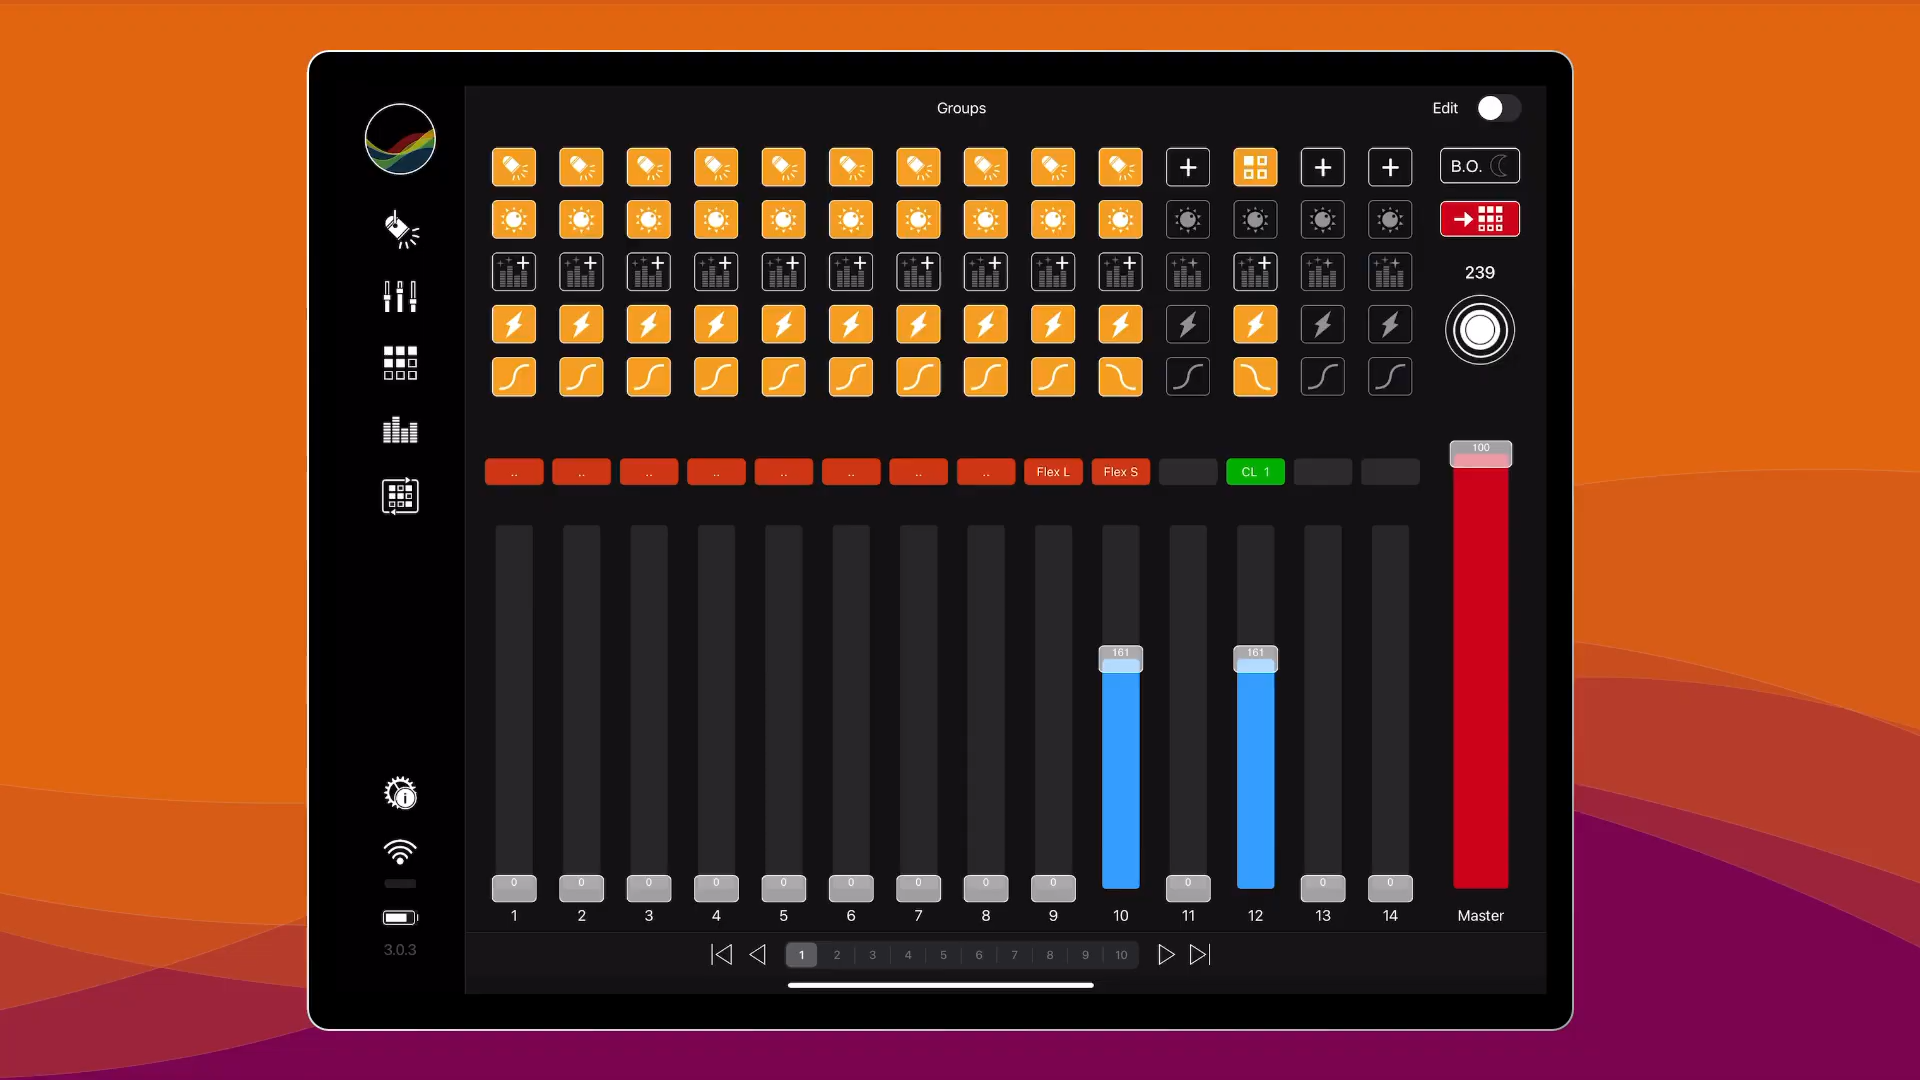 Groups
Edit
B.O.
239
100
.. .. .. .. .. .. .. .. Flex L Flex S CL 1
161 161
0 0 0 0 0 0 0 0 0 0 0 0
1 2 3 4 5 6 7 8 9 10 11 12 13 14 Master
3.0.3
1 2 3 4 5 6 7 8 9 10